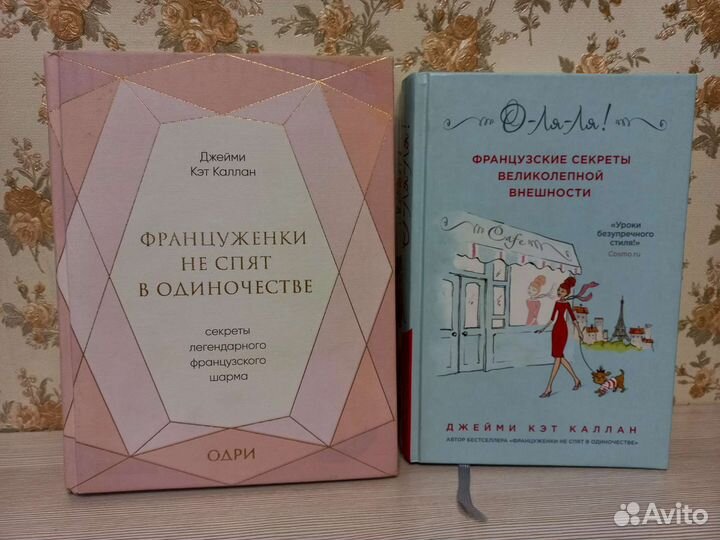 Джейми
Кэт Каллан
ФРАНЦУЖЕНКИ
НЕ СПЯТ
В ОДИНОЧЕСТВЕ
секреты
легендарного
французского
шарма
ОДРИ
О-ля-ля!
ФРАНЦУЗСКИЕ СЕКРЕТЫ
ВЕЛИКОЛЕПНОЙ
ВНЕШНОСТИ
«Уроки
безупречного
стиля!»
Cosmo.ru
Cafe
ДЖЕЙМИ КЭТ КАЛЛАН
АВТОР БЕСТСЕЛЛЕРА «ФРАНЦУЖЕНКИ НЕ СПЯТ В ОДИНОЧЕСТВЕ»
Avito